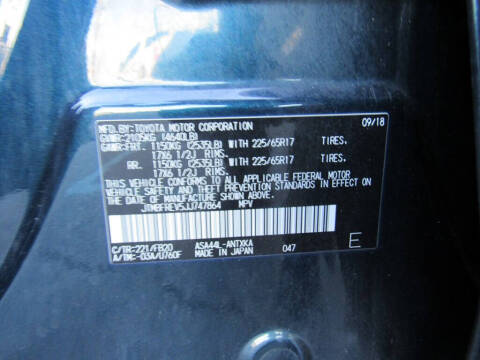 09/18
MFD.BY:TOYOTA MOTOR CORPORATION
GVWR:2105KG (4640LB)
GAWR:FRT. 1150KG (2535LB) WITH 225/65R17 TIRES.
17X6 1/2J RIMS.
RR. 1150KG (2535LB) WITH 225/65R17 TIRES.
17X6 1/2J RIMS.
THIS VEHICLE CONFORMS TO ALL APPLICABLE FEDERAL MOTOR
VEHICLE SAFETY STANDARDS IN EFFECT ON
THE DATE OF MANUFACTURE SHOWN ABOVE.
JTMBFREV5JJ747864 MPV
C/TR:221/FB20 ASA44L-ANTXKA
A/TM:-03A/U760F MADE IN JAPAN 047 E